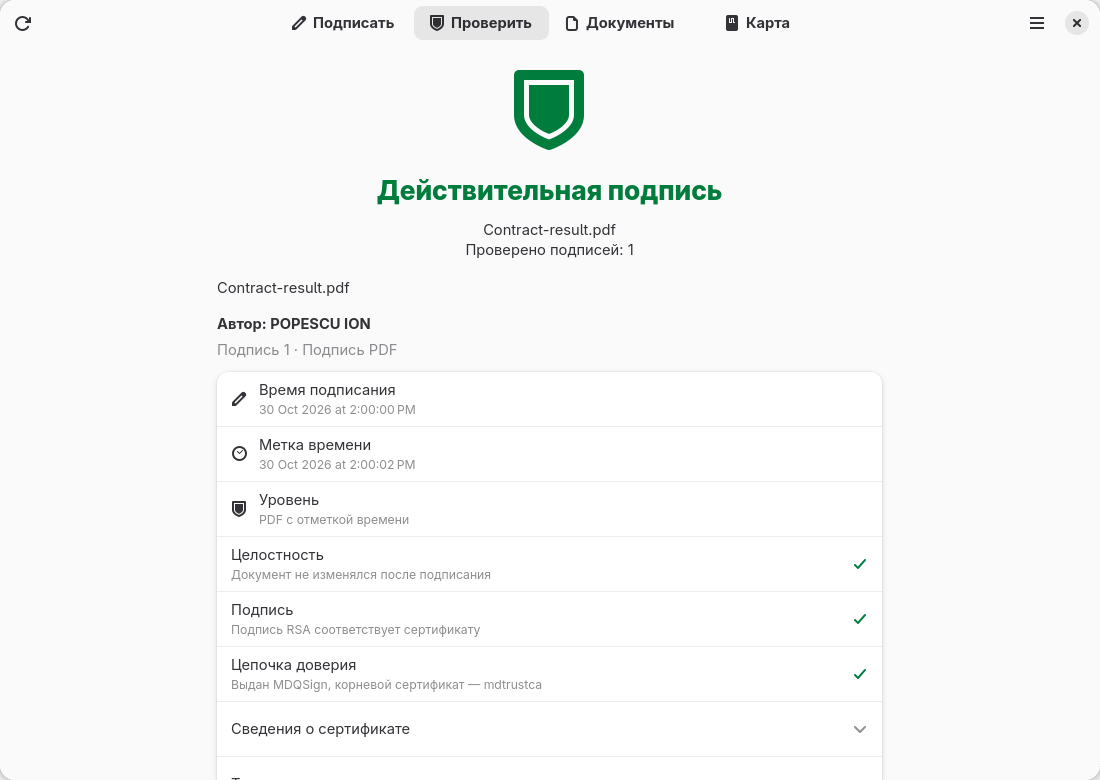 Подписать
Проверить
Документы
Карта
Действительная подпись
Contract-result.pdf
Проверено подписей: 1
Contract-result.pdf
Автор: POPESCU ION
Подпись 1 · Подпись PDF
Время подписания
30 Oct 2026 at 2:00:00 PM
Метка времени
30 Oct 2026 at 2:00:02 PM
Уровень
PDF с отметкой времени
Целостность
Документ не изменялся после подписания
Подпись
Подпись RSA соответствует сертификату
Цепочка доверия
Выдан MDQSign, корневой сертификат — mdtrustca
Сведения о сертификате